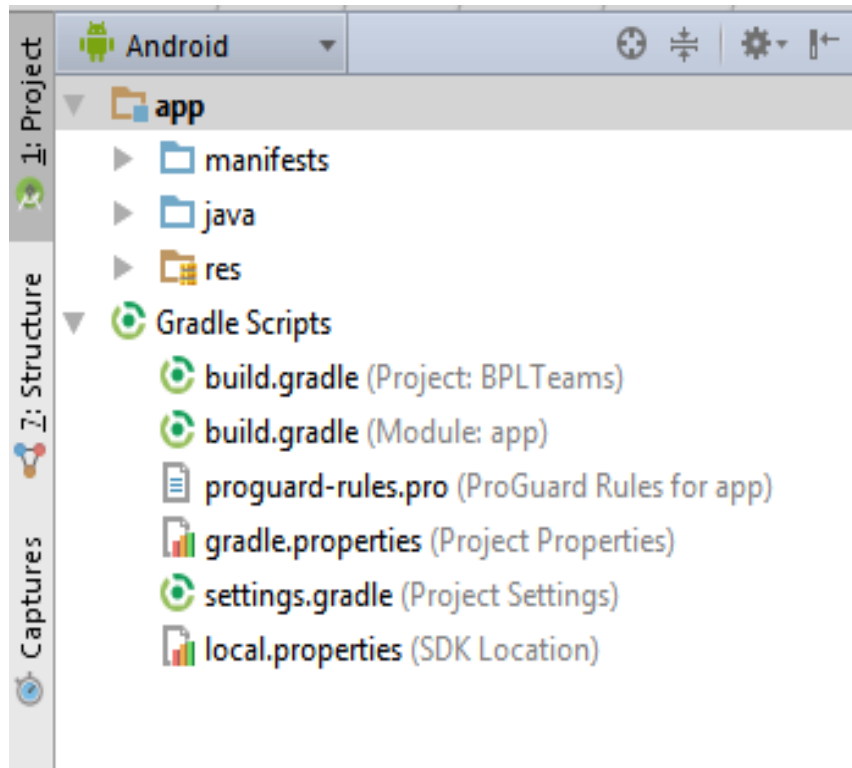 1: Project
7: Structure
Captures
Android
app
manifests
java
res
Gradle Scripts
build.gradle (Project: BPLTeams)
build.gradle (Module: app)
proguard-rules.pro (ProGuard Rules for app)
gradle.properties (Project Properties)
settings.gradle (Project Settings)
local.properties (SDK Location)